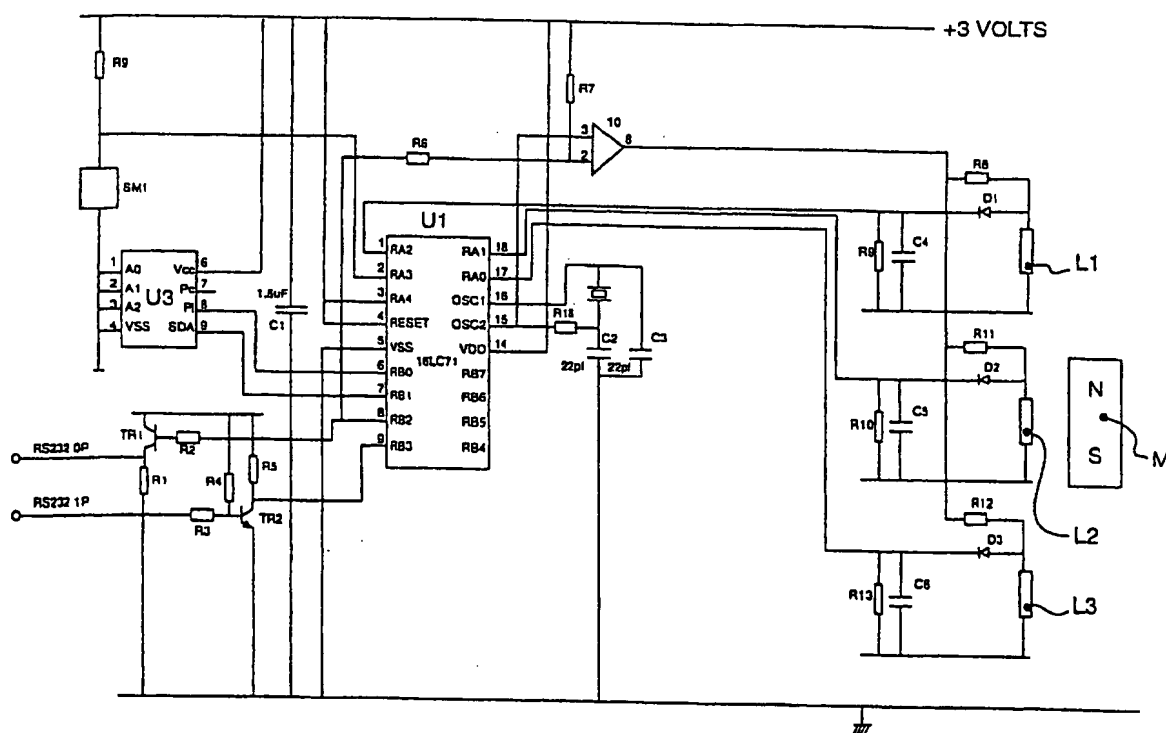 +3 VOLTS
R9
R7
10
3
2
8
R6
R8
SM1
D1
U1
1 RA2
RA1 18
R9
C4
L1
2 RA3
RA0 17
3 RA4
OSC1 16
4 RESET
OSC2 15
R18
C2
C3
22pf
22pf
5 VSS
VDD 14
16LC71
6 RB0
RB7
7 RB1
RB6
8 RB2
RB5
9 RB3
RB4
1 A0
Vcc 6
2 A1
Pc 7
U3
3 A2
PI 8
4 VSS
SDA 9
1.5uF
C1
R11
D2
R10
C5
L2
N
S
M
TR1
R2
RS232 0P
R1
R4
R5
RS232 1P
R3
TR2
R12
D3
R13
C6
L3